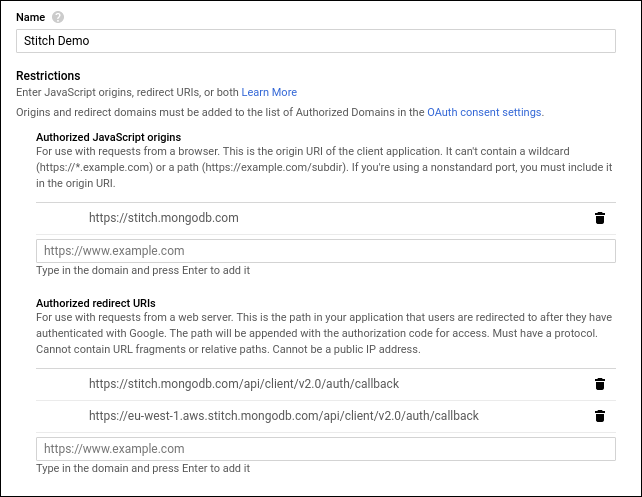 Name ?
Stitch Demo
Restrictions
Enter JavaScript origins, redirect URIs, or both Learn More
Origins and redirect domains must be added to the list of Authorized Domains in the OAuth consent settings.
Authorized JavaScript origins
For use with requests from a browser. This is the origin URI of the client application. It can't contain a wildcard
(https://*.example.com) or a path (https://example.com/subdir). If you're using a nonstandard port, you must include it
in the origin URI.
https://stitch.mongodb.com
https://www.example.com
Type in the domain and press Enter to add it
Authorized redirect URIs
For use with requests from a web server. This is the path in your application that users are redirected to after they have
authenticated with Google. The path will be appended with the authorization code for access. Must have a protocol.
Cannot contain URL fragments or relative paths. Cannot be a public IP address.
https://stitch.mongodb.com/api/client/v2.0/auth/callback
https://eu-west-1.aws.stitch.mongodb.com/api/client/v2.0/auth/callback
https://www.example.com
Type in the domain and press Enter to add it